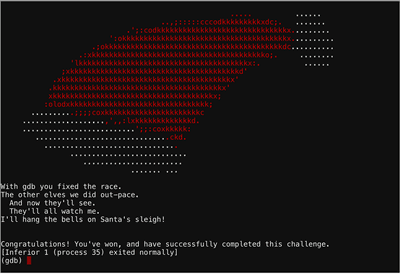 With gdb you fixed the race.
The other elves we did out-pace.
And now they'll see.
They'll all watch me.
I'll hang the bells on Santa's sleigh!
Congratulations! You've won, and have successfully completed this challenge.
[Inferior 1 (process 35) exited normally]
(gdb)